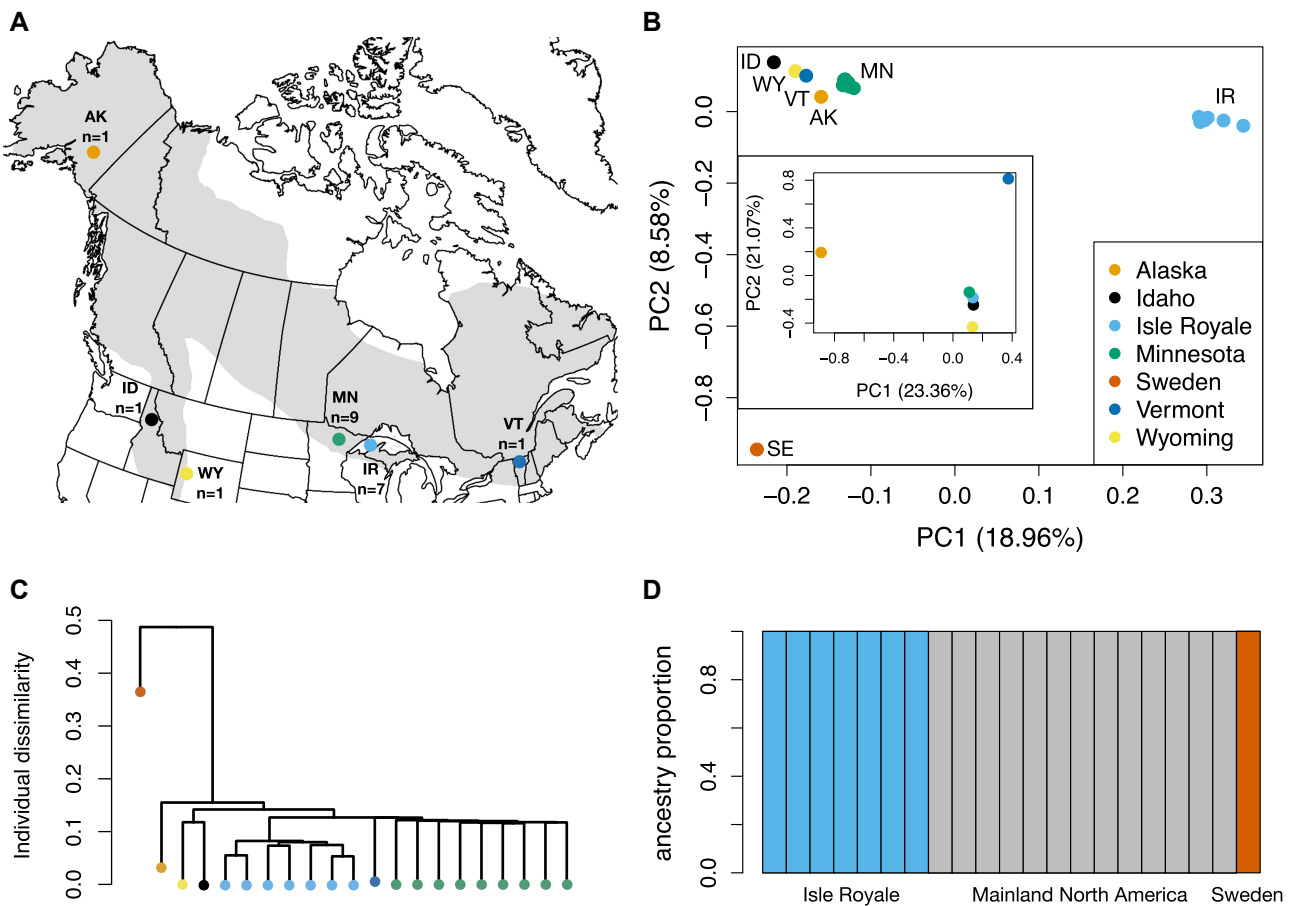 A
AK
n=1
ID
n=1
WY
n=1
MN
n=9
IR
n=7
VT
n=1
B
PC2 (8.58%)
0.0
−0.2
−0.4
−0.6
−0.8
ID
WY
VT
AK
MN
IR
SE
PC2 (21.07%)
0.8
0.4
0.0
−0.4
−0.8
−0.4
0.0
0.4
PC1 (23.36%)
Alaska
Idaho
Isle Royale
Minnesota
Sweden
Vermont
Wyoming
−0.2
−0.1
0.0
0.1
0.2
0.3
PC1 (18.96%)
C
Individual dissimilarity
0.5
0.4
0.3
0.2
0.1
0.0
D
ancestry proportion
0.8
0.4
0.0
Isle Royale
Mainland North America
Sweden